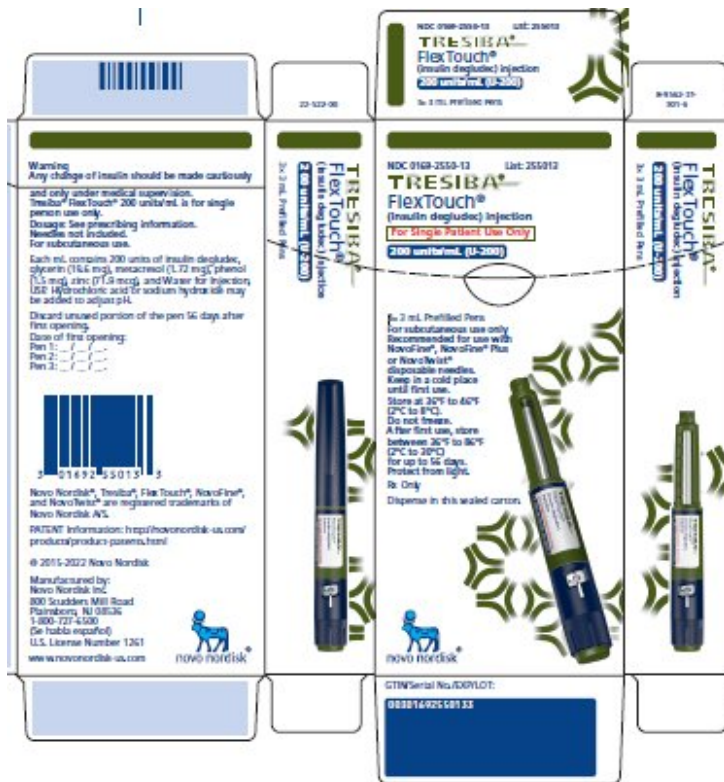 NDC 0169-2550-13 List: 255013
TRESIBA®
FlexTouch®
(insulin degludec) injection
200 units/mL (U-200)
3x 3 mL Prefilled Pens
22-522-00
Warning
Any change of insulin should be made cautiously
and only under medical supervision.
Tresiba® FlexTouch® 200 units/mL is for single
person use only.
Dosage: See prescribing information.
Needles not included.
For subcutaneous use.
Each mL contains 200 units of insulin degludec,
glycerin (19.6 mg), metacresol (1.72 mg), phenol
(1.5 mg), zinc (71.9 mcg), and Water for Injection,
USP. Hydrochloric acid or sodium hydroxide may
be added to adjust pH.
Discard unused portion of the pen 56 days after
first opening.
Date of first opening:
Pen 1: __/__/__
Pen 2: __/__/__
Pen 3: __/__/__
3 01692 55013 3
Novo Nordisk®, Tresiba®, FlexTouch®, NovoFine®,
and NovoTwist® are registered trademarks of
Novo Nordisk A/S.
PATENT Information: http://novonordisk-us.com/
products/product-patents.html
© 2015-2022 Novo Nordisk
Manufactured by:
Novo Nordisk Inc.
800 Scudders Mill Road
Plainsboro, NJ 08536
1-800-727-6500
(Se habla español)
U.S. License Number 1261
www.novonordisk-us.com
novo nordisk®
TRESIBA®
FlexTouch®
(insulin degludec) injection
200 units/mL (U-200)
3x 3 mL Prefilled Pens
NDC 0169-2550-13 List: 255013
TRESIBA®
FlexTouch®
(insulin degludec) injection
For Single Patient Use Only
200 units/mL (U-200)
3x 3 mL Prefilled Pens
For subcutaneous use only
Recommended for use with
NovoFine®, NovoFine® Plus
or NovoTwist®
disposable needles.
Keep in a cold place
until first use.
Store at 36°F to 46°F
(2°C to 8°C).
Do not freeze.
After first use, store
between 36°F to 86°F
(2°C to 30°C)
for up to 56 days.
Protect from light.
Rx Only
Dispense in this sealed carton.
novo nordisk®
GTIN/Serial No./EXP/LOT:
00301692550133
TRESIBA®
FlexTouch®
(insulin degludec) injection
200 units/mL (U-200)
3x 3 mL Prefilled Pens